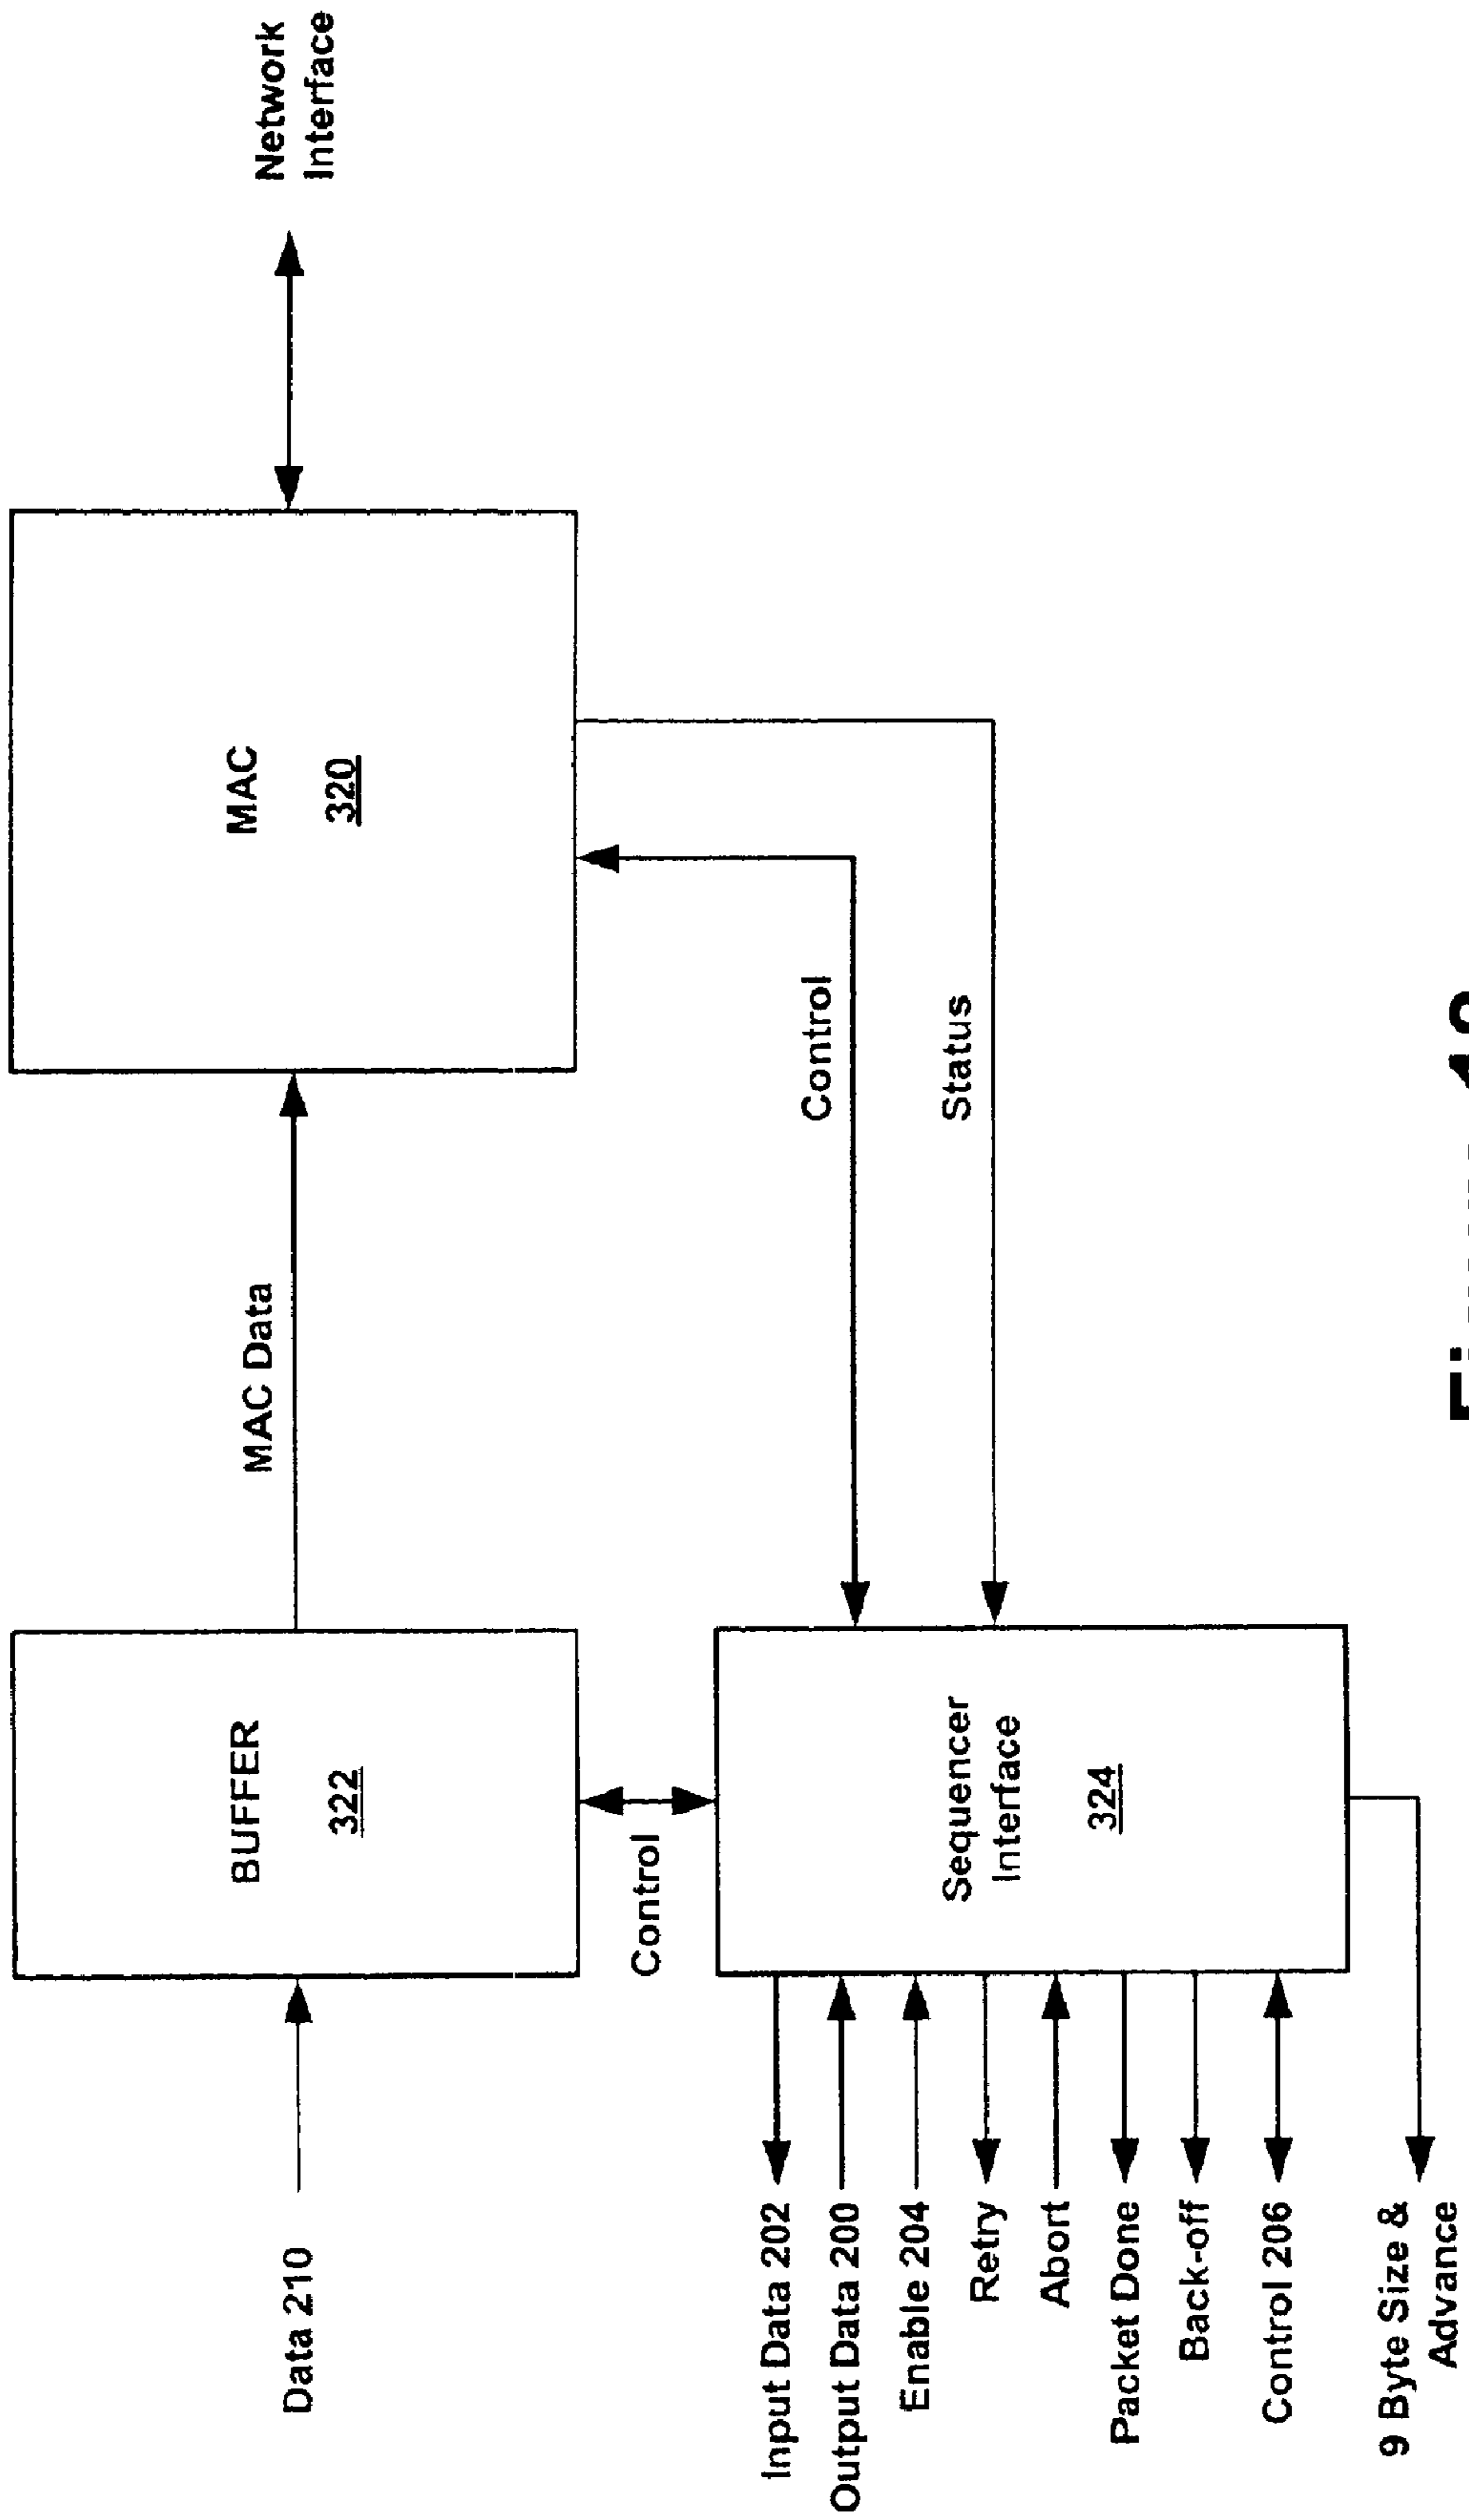 Data 210
BUFFER
322
MAC Data
MAC
320
Network
Interface
Control
Control
Status
Input Data 202
Output Data 200
Enable 204
Retry
Abort
Packet Done
Back-off
Control 206
9 Byte Size &
Advance
Sequencer
Interface
324